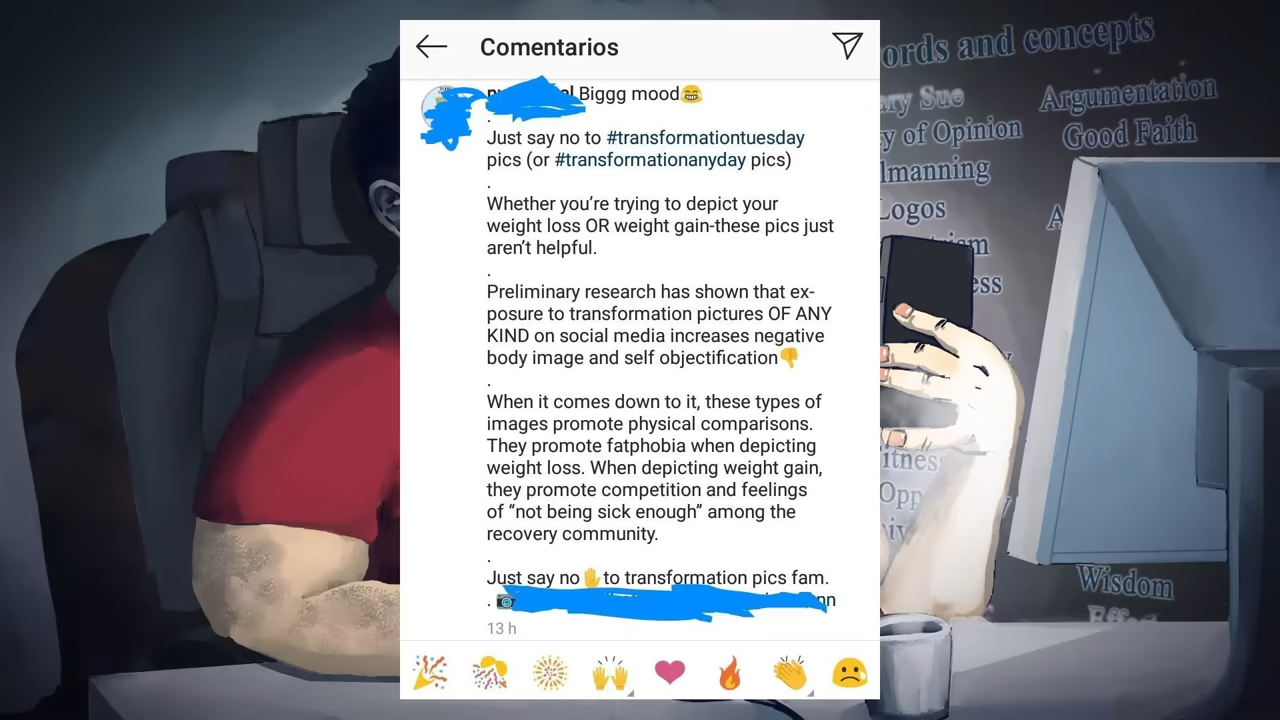 Comentarios
Biggg mood😂
.
Just say no to #transformationtuesday
pics (or #transformationanyday pics)
.
Whether you’re trying to depict your
weight loss OR weight gain-these pics just
aren’t helpful.
.
Preliminary research has shown that ex-
posure to transformation pictures OF ANY
KIND on social media increases negative
body image and self objectification👎
.
When it comes down to it, these types of
images promote physical comparisons.
They promote fatphobia when depicting
weight loss. When depicting weight gain,
they promote competition and feelings
of “not being sick enough” among the
recovery community.
.
Just say no✋to transformation pics fam.
. 📷
13 h
and concepts
Sue
of Opinion
Logos
Argumentation
Good Faith
Wisdom